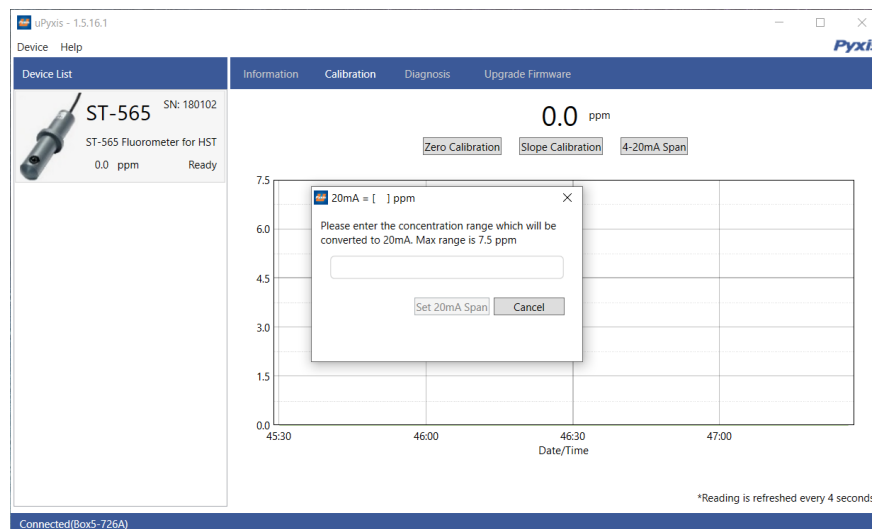 uPyxis - 1.5.16.1
Device Help
Pyxis
Device List
Information Calibration Diagnosis Upgrade Firmware
ST-565 SN: 180102
ST-565 Fluorometer for HST
0.0 ppm Ready
0.0 ppm
Zero Calibration Slope Calibration 4-20mA Span
7.5
6.0
4.5
3.0
1.5
0.0
20mA = [ ] ppm
Please enter the concentration range which will be
converted to 20mA. Max range is 7.5 ppm
Set 20mA Span Cancel
45:30 46:00 46:30 47:00
Date/Time
*Reading is refreshed every 4 seconds
Connected(Box5-726A)